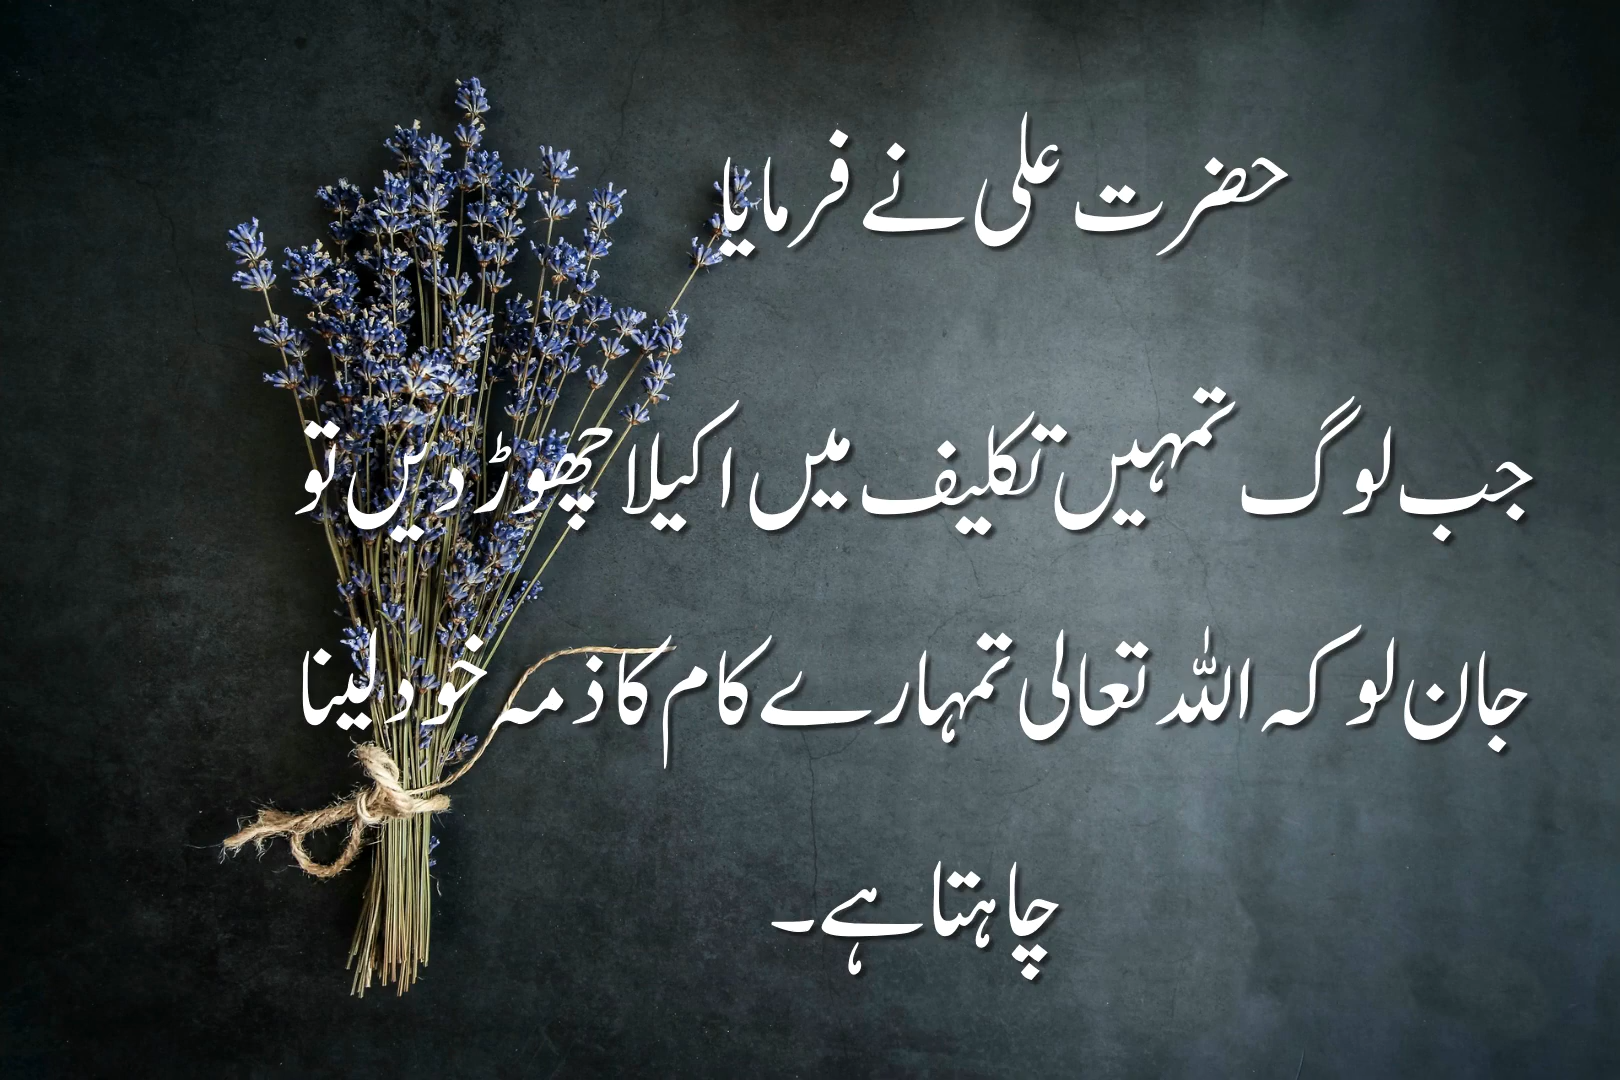 حضرت علی نے فرمایا
جب لوگ تمہیں تکلیف میں اکیلا چھوڑ دیں تو
جان لو کہ اللہ تعالی تمہارے کام کا ذمہ خود لینا
چاہتا ہے۔